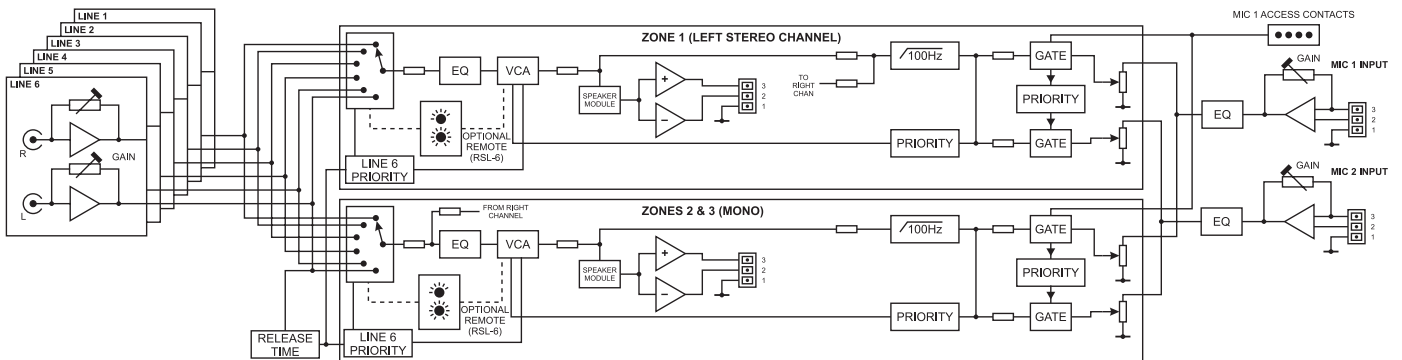 LINE 1
LINE 2
LINE 3
LINE 4
LINE 5
LINE 6
R
GAIN
L
ZONE 1 (LEFT STEREO CHANNEL)
EQ
VCA
SPEAKER
MODULE
+
−
3
2
1
TO
RIGHT
CHAN
100Hz
GATE
PRIORITY
PRIORITY
GATE
OPTIONAL
REMOTE
(RSL-6)
LINE 6
PRIORITY
MIC 1 ACCESS CONTACTS
GAIN
MIC 1 INPUT
EQ
3
2
1
ZONES 2 & 3 (MONO)
FROM RIGHT
CHANNEL
EQ
VCA
SPEAKER
MODULE
+
−
3
2
1
100Hz
GATE
PRIORITY
PRIORITY
GATE
OPTIONAL
REMOTE
(RSL-6)
RELEASE
TIME
LINE 6
PRIORITY
GAIN
MIC 2 INPUT
EQ
3
2
1